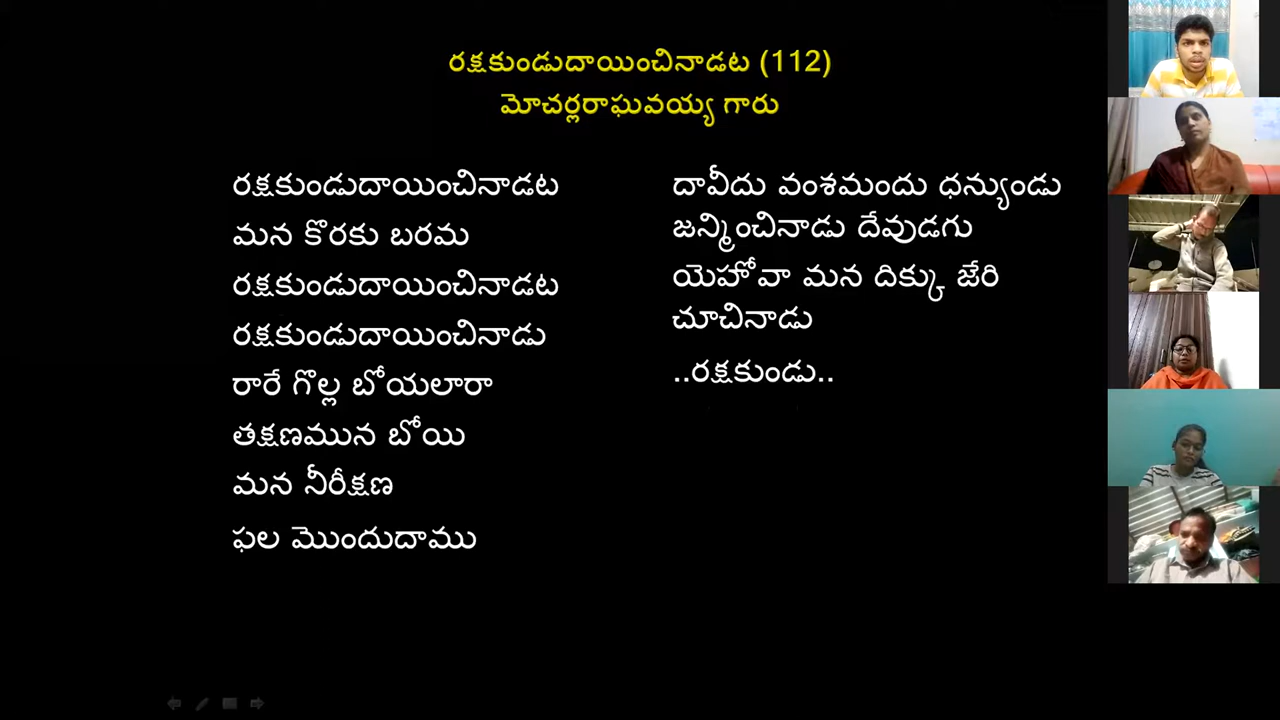 రక్షకుండుదాయించినాడట (112)
మోచర్లరాఘవయ్య గారు
రక్షకుండుదాయించినాడట
మన కొరకు బరమ
రక్షకుండుదాయించినాడట
రక్షకుండుదాయించినాడు
రారే గొల్ల బోయలారా
తక్షణమున బోయి
మన నీరీక్షణ
ఫల మొందుదాము
దావీదు వంశమందు ధన్యుండు
జన్మించినాడు దేవుడగు
యెహోవా మన దిక్కు జేరి
చూచినాడు
..రక్షకుండు..